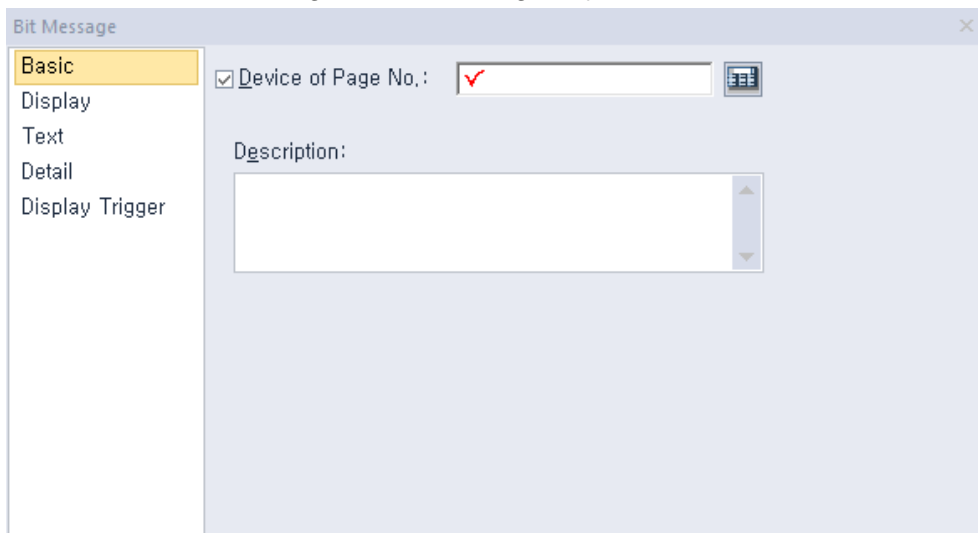 Bit Message
Basic
Display
Text
Detail
Display Trigger
Device of Page No.:
Description: